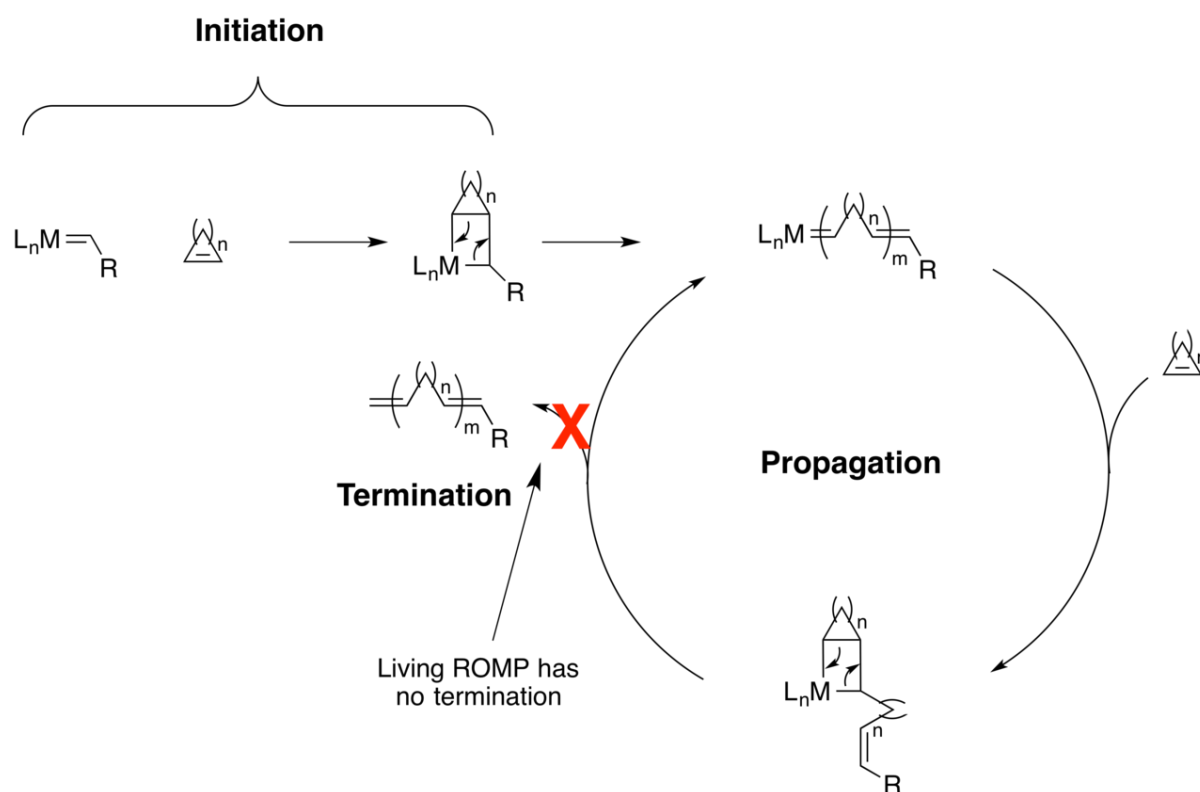 Initiation
LnM
R
n
n
LnM
R
LnM
n
m
R
n
n
m
R
X
Termination
Propagation
Living ROMP has
no termination
n
LnM
n
R